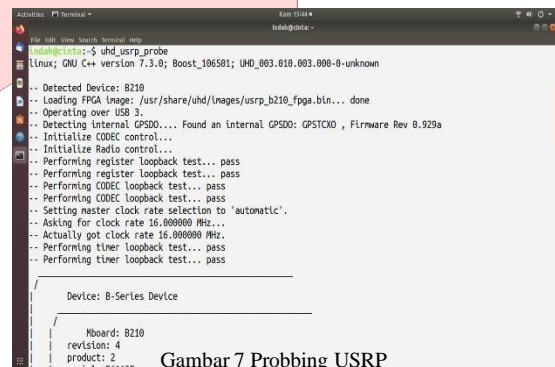 Activities Terminal
Kam 13:44
indah@cinta: ~
File Edit View Search Terminal Help
indah@cinta:~$ uhd_usrp_probe
linux; GNU C++ version 7.3.0; Boost_106501; UHD_003.010.003.000-0-unknown
-- Detected Device: B210
-- Loading FPGA image: /usr/share/uhd/images/usrp_b210_fpga.bin... done
-- Operating over USB 3.
-- Detecting internal GPSDO.... Found an internal GPSDO: GPSTCXO , Firmware Rev 0.929a
-- Initialize CODEC control...
-- Initialize Radio control...
-- Performing register loopback test... pass
-- Performing register loopback test... pass
-- Performing CODEC loopback test... pass
-- Performing CODEC loopback test... pass
-- Setting master clock rate selection to 'automatic'.
-- Asking for clock rate 16.000000 MHz...
-- Actually got clock rate 16.000000 MHz.
-- Performing timer loopback test... pass
-- Performing timer loopback test... pass
Device: B-Series Device
Mboard: B210
revision: 4
product: 2
Gambar 7 Probbing USRP